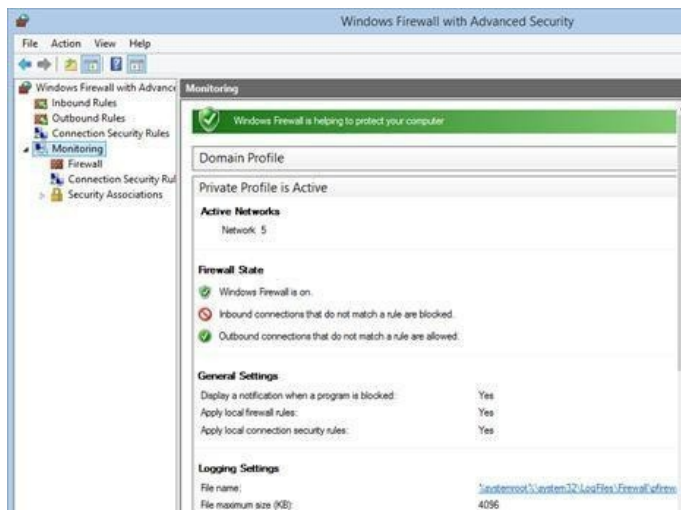 Windows Firewall with Advanced Security
File Action View Help
Windows Firewall with Advance
Inbound Rules
Outbound Rules
Connection Security Rules
Monitoring
Firewall
Connection Security Rul
Security Associations
Monitoring
Windows Firewall is helping to protect your computer
Domain Profile
Private Profile is Active
Active Networks
Network 5
Firewall State
Windows Firewall is on.
Inbound connections that do not match a rule are blocked.
Outbound connections that do not match a rule are allowed.
General Settings
Display a notification when a program is blocked: Yes
Apply local firewall rules: Yes
Apply local connection security rules: Yes
Logging Settings
File name: %systemroot%\system32\LogFiles\Firewall\pfirew
File maximum size (KB): 4096